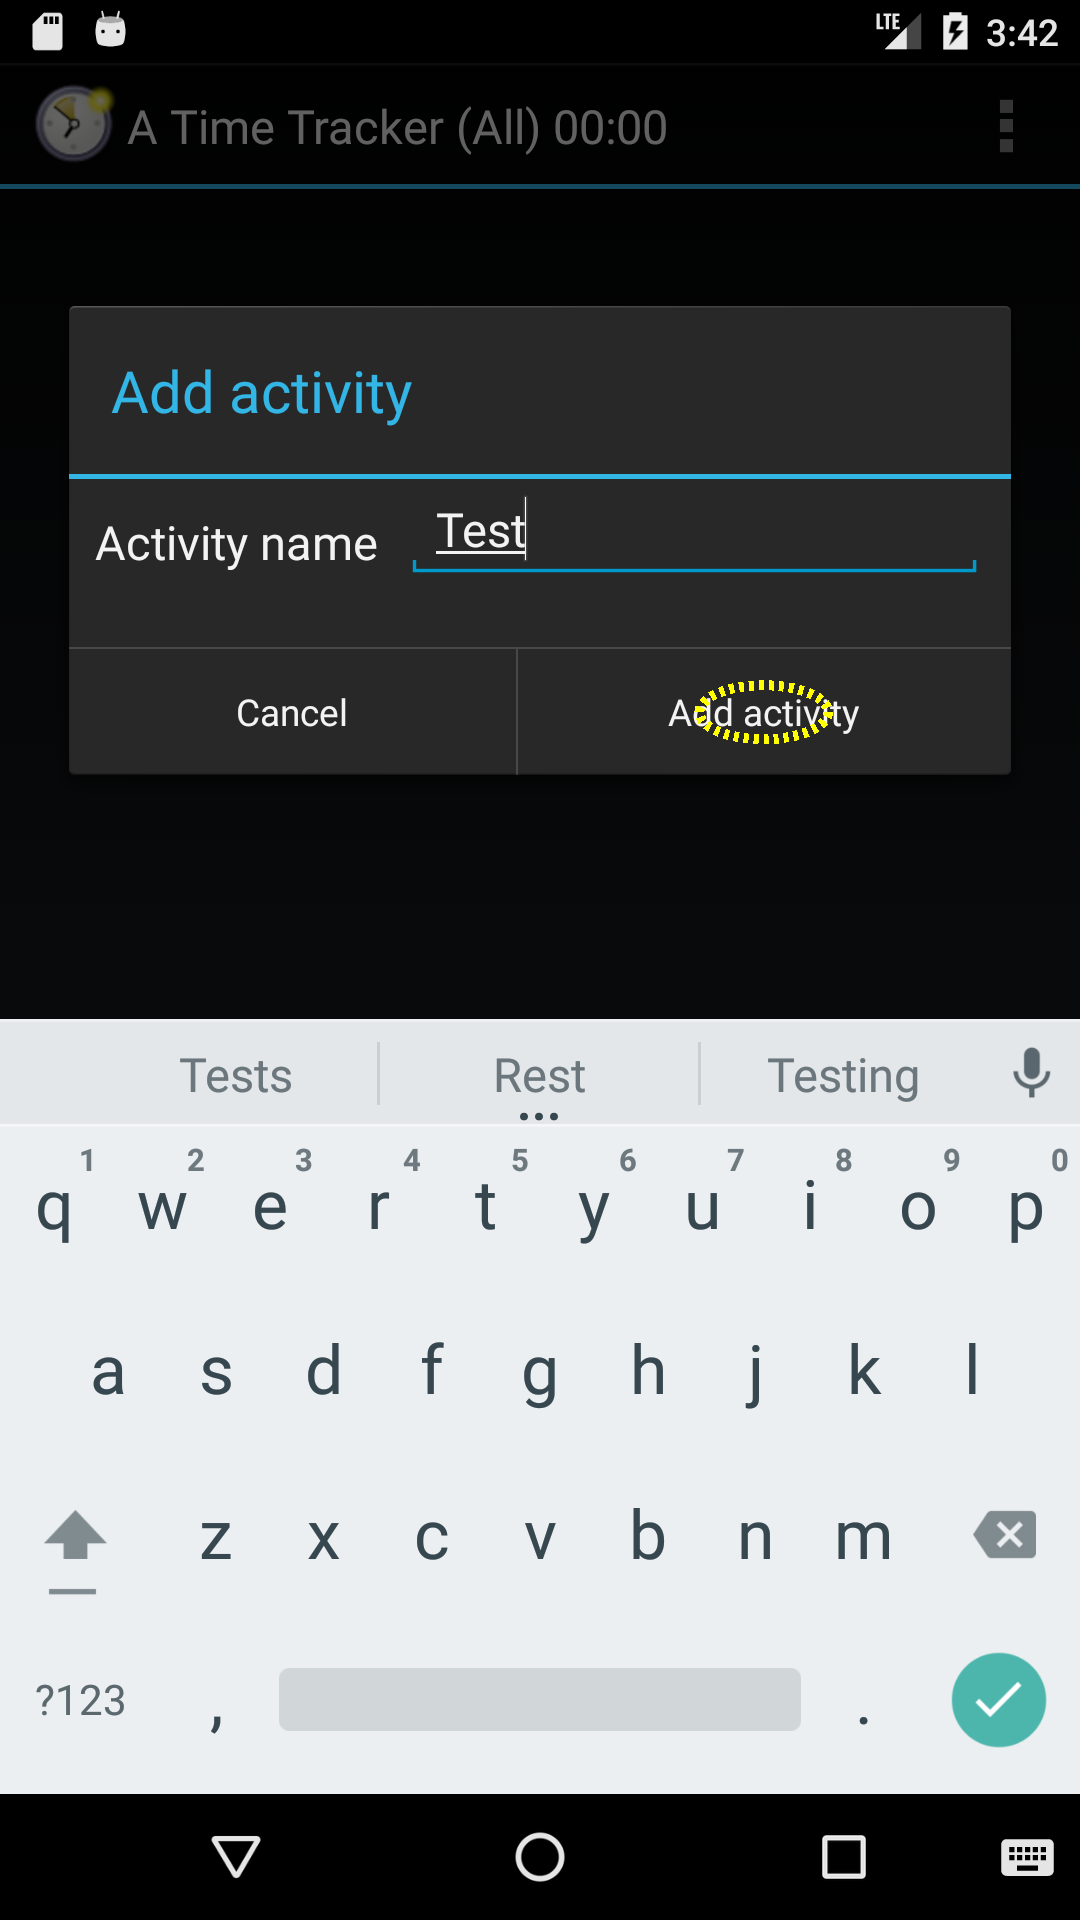 LTE 3:42
A Time Tracker (All) 00:00
Add activity
Activity name Test
Cancel Add activity
Tests Rest Testing
1 2 3 4 5 6 7 8 9 0
q w e r t y u i o p
a s d f g h j k l
z x c v b n m
?123 , .